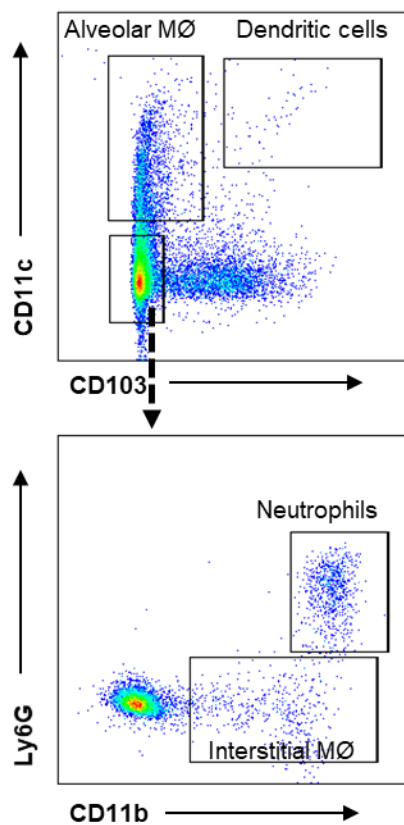 Alveolar MØ Dendritic cells
CD11c
CD103
Neutrophils
Ly6G
Interstitial MØ
CD11b